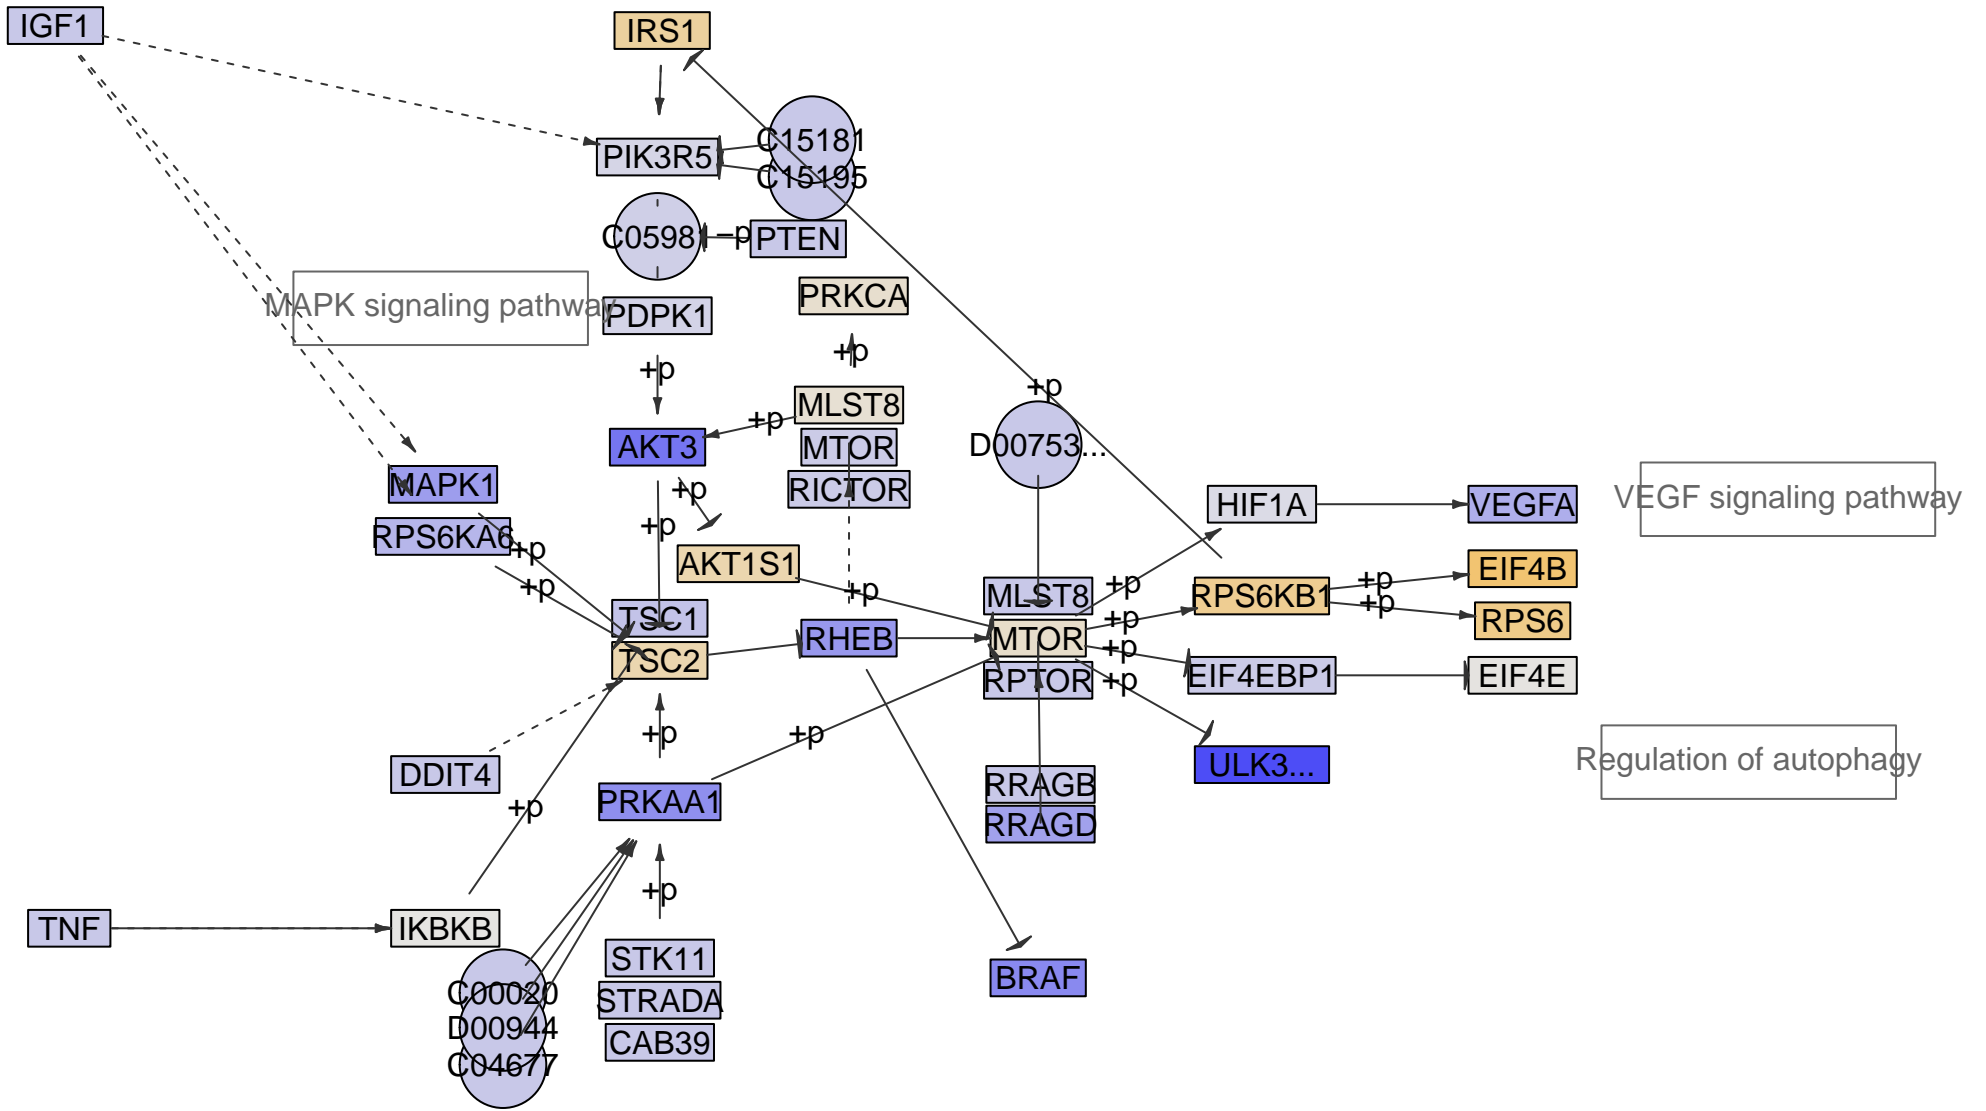 IGF1
IRS1
PIK3R5
C15181
C15195
C05981
--p
PTEN
MAPK signaling pathway
PDPK1
PRKCA
+p
+p
MLST8
+p
+p
AKT3
MTOR
D00753...
MAPK1
+p
RICTOR
HIF1A
VEGFA
VEGF signaling pathway
RPS6KA6
+p
+p
AKT1S1
EIF4B
+p
+p
+p
+p
MLST8
RPS6KB1
+p
TSC1
+p
RPS6
RHEB
MTOR
+p
TSC2
RPTOR
+p
EIF4EBP1
EIF4E
+p
+p
DDIT4
ULK3...
Regulation of autophagy
RRAGB
+p
PRKAA1
RRAGD
+p
TNF
IKBKB
STK11
BRAF
C00020
STRADA
D00944
CAB39
C04677